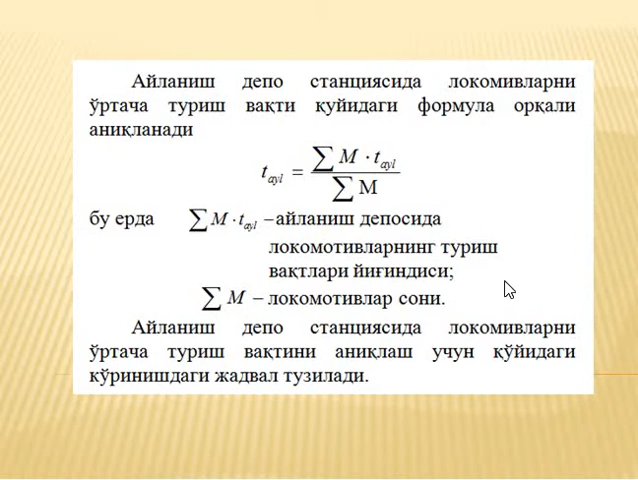 Айланиш депо станциясида локомивларни
ўртача туриш вақти қуйидаги формула орқали
аниқланади
t_ayl = ∑ M · t_ayl / ∑ M
бу ерда ∑ M · t_ayl – айланиш депосида
локомотивларнинг туриш
вақтлари йиғиндиси;
∑ M – локомотивлар сони.
Айланиш депо станциясида локомивларни
ўртача туриш вақтини аниқлаш учун қўйидаги
кўринишдаги жадвал тузилади.